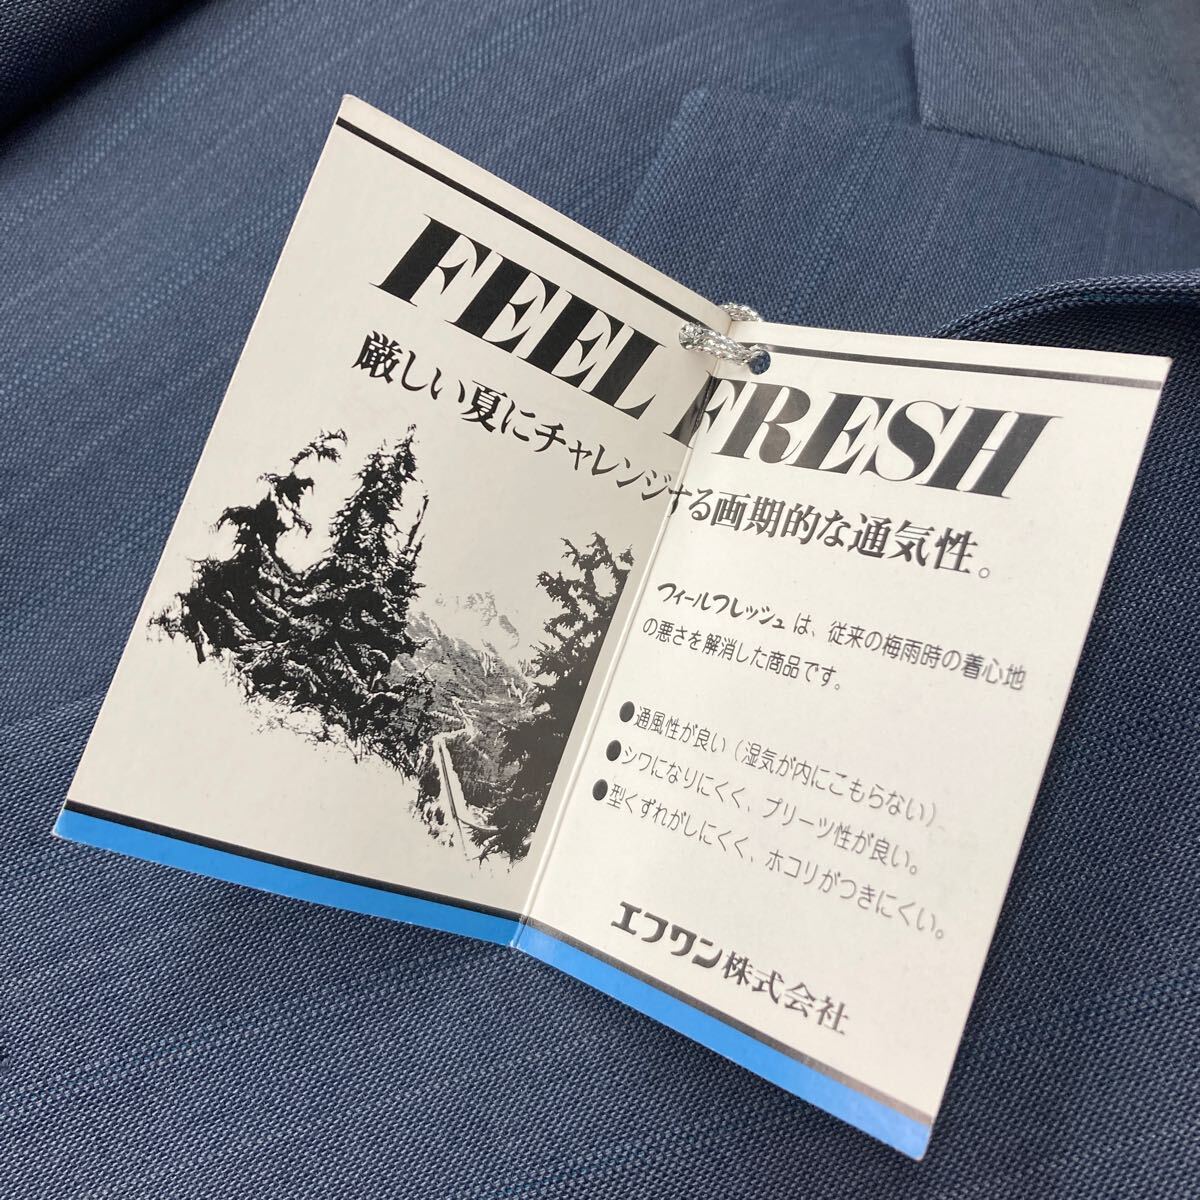 FEEL FRESH
厳しい夏にチャレンジする画期的な通気性。
フィールフレッシュ は、従来の梅雨時の着心地
の悪さを解消した商品です。
●通風性が良い(湿気が内にこもらない)
●シワになりにくく、プリーツ性が良い。
●型くずれがしにくく、ホコリがつきにくい。
エフワン株式会社